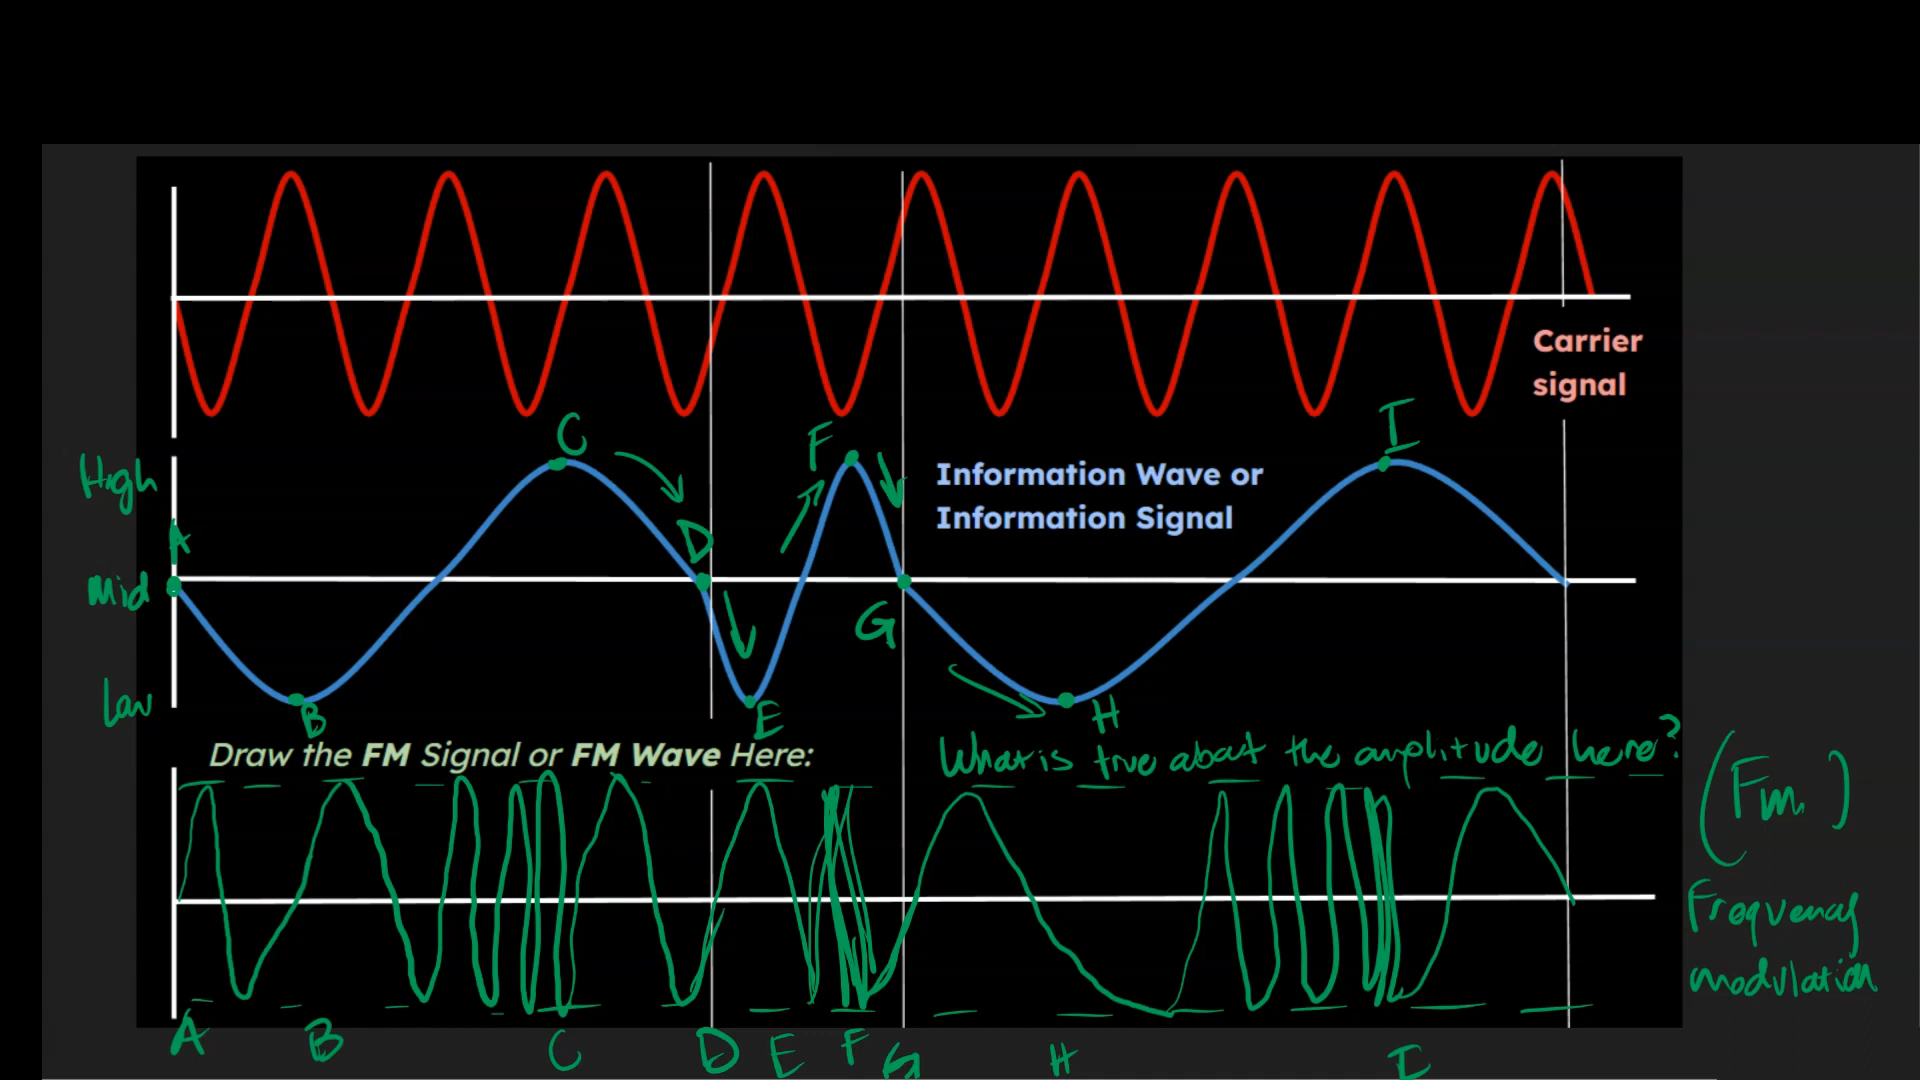 Carrier
signal
C
F
I
High
Information Wave or
Information Signal
A
D
Mid
G
Low
B
E
H
Draw the FM Signal or FM Wave Here:
What is true about the amplitude here?
(Fm)
Frequency
modulation
A B C D E F G H I